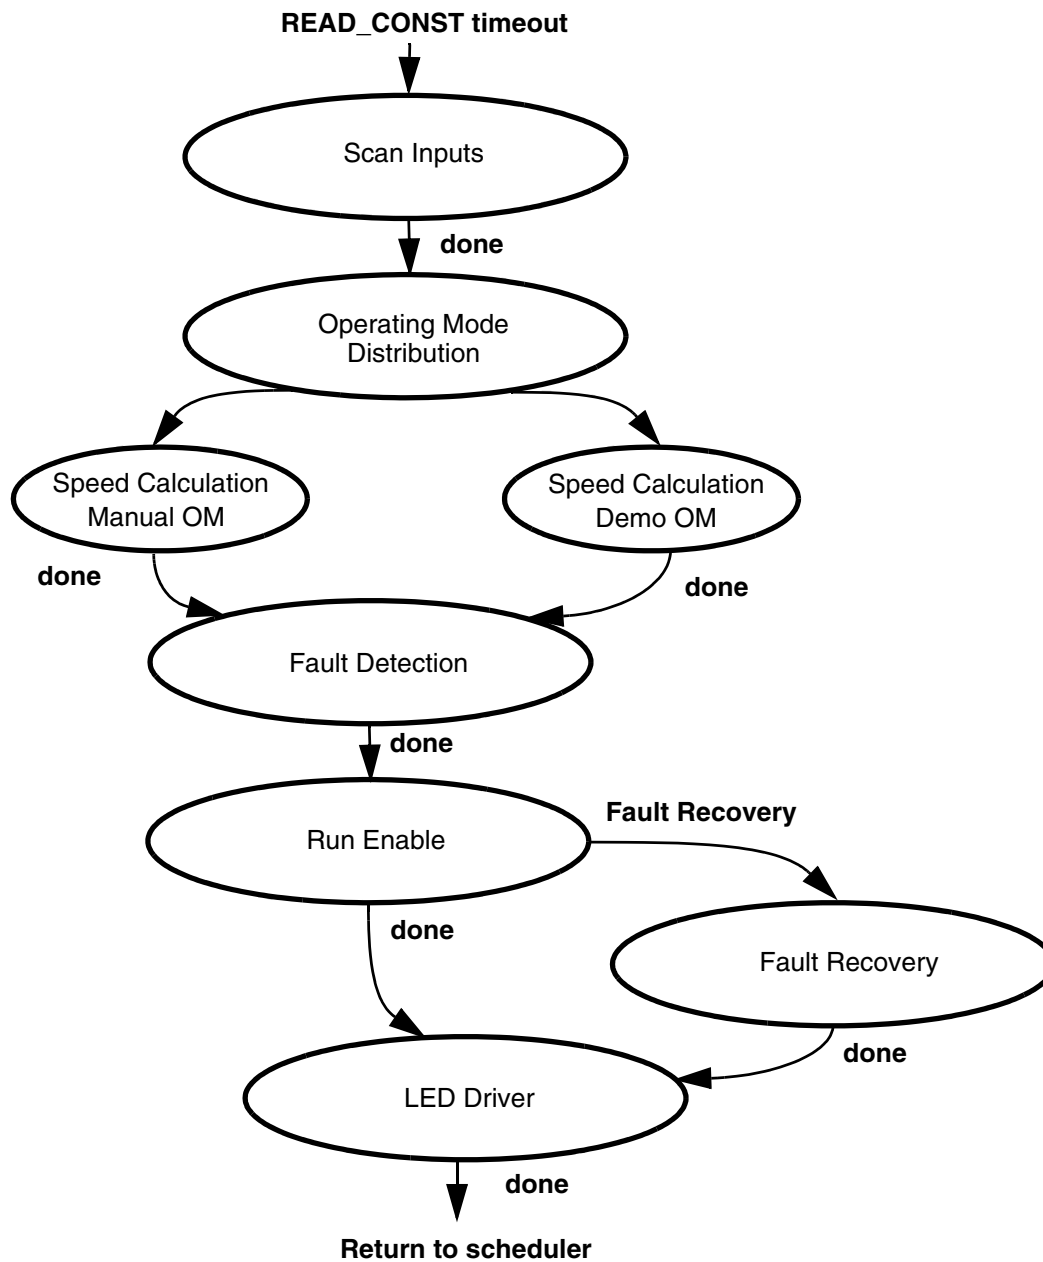 READ_CONST timeout
Scan Inputs
done
Operating Mode
Distribution
Speed Calculation
Manual OM
Speed Calculation
Demo OM
done
done
Fault Detection
done
Run Enable
Fault Recovery
done
Fault Recovery
done
LED Driver
done
Return to scheduler